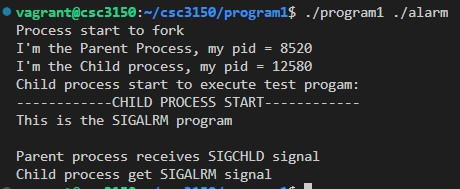 vagrant@csc3150:~/csc3150/program1$ ./program1 ./alarm
Process start to fork
I'm the Parent Process, my pid = 8520
I'm the Child process, my pid = 12580
Child process start to execute test progam:
------------CHILD PROCESS START------------
This is the SIGALRM program

Parent process receives SIGCHLD signal
Child process get SIGALRM signal